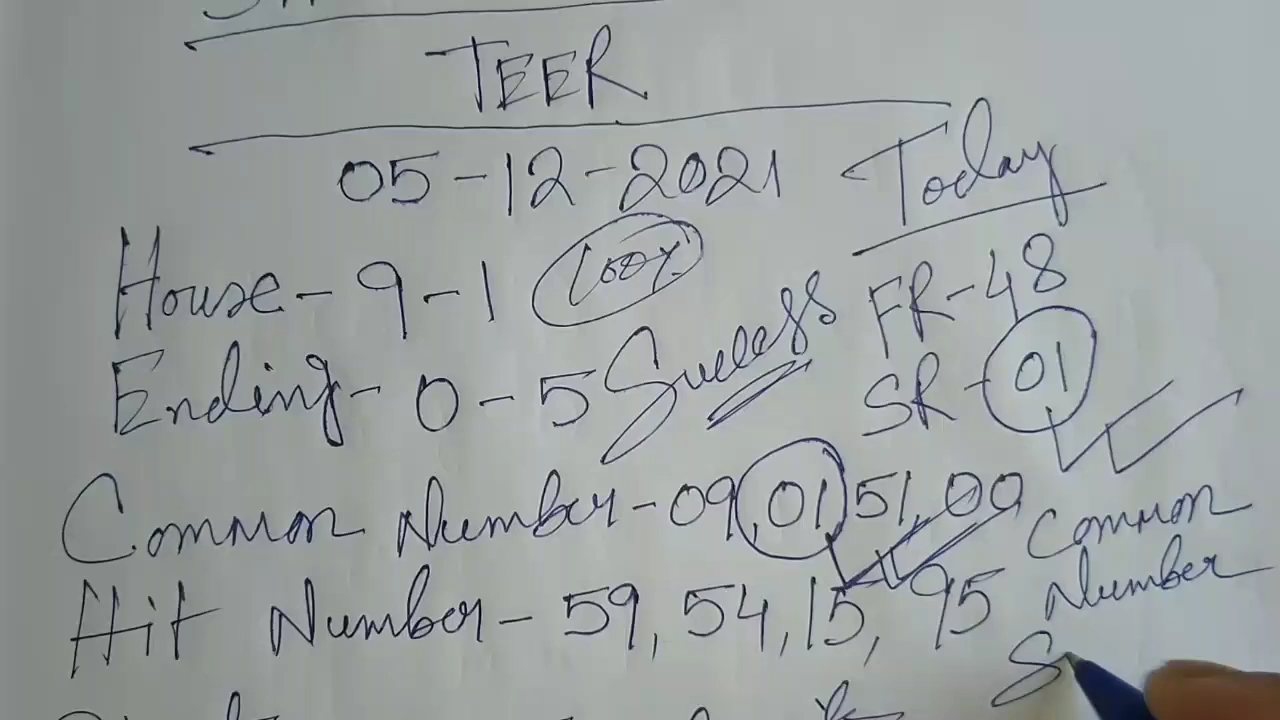 TEER
05-12-2021 Today
House - 9 - 1 100% FR - 48
Ending - 0 - 5 Success SR - 01
Common Number - 09, 01, 51, 00 Common
Hit Number - 59, 54, 15, 95 Number
S